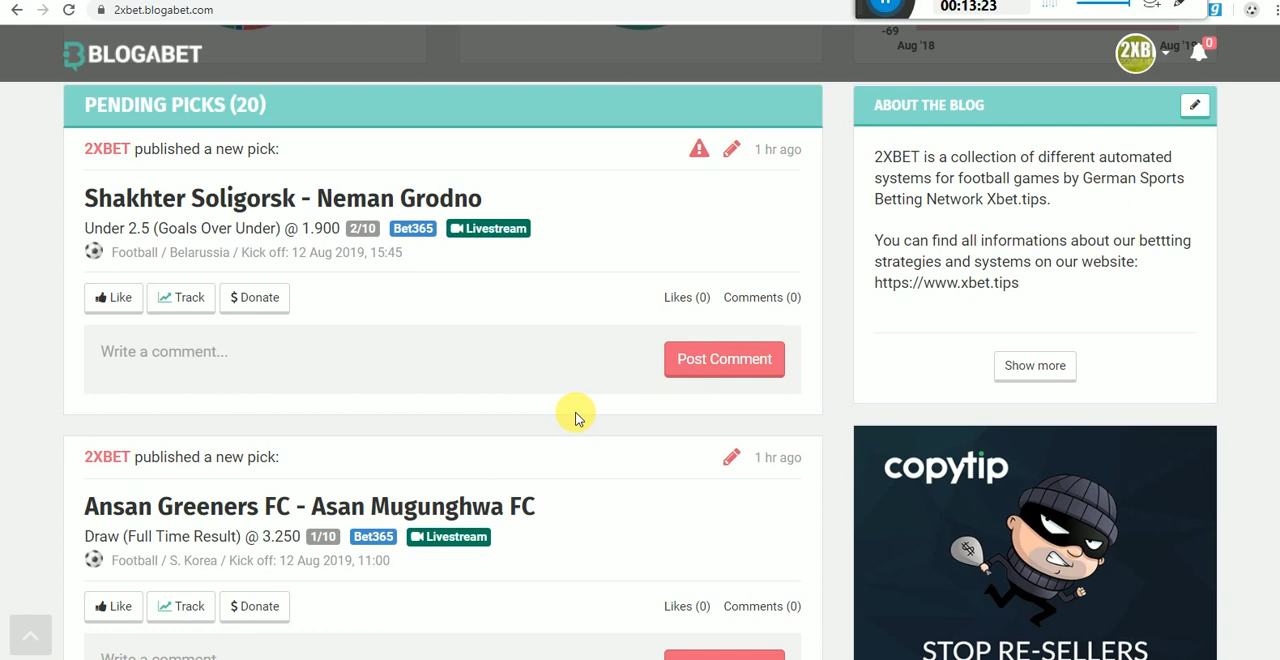 2xbet.blogabet.com
00:13:23
g
BLOGABET
-69
Aug '18
Aug '19
2XB
0
PENDING PICKS (20)
2XBET published a new pick:
1 hr ago
Shakhter Soligorsk - Neman Grodno
Under 2.5 (Goals Over Under) @ 1.900 2/10 Bet365 Livestream
Football / Belarussia / Kick off: 12 Aug 2019, 15:45
Like Track $ Donate
Likes (0) Comments (0)
Write a comment...
Post Comment
2XBET published a new pick:
1 hr ago
Ansan Greeners FC - Asan Mugunghwa FC
Draw (Full Time Result) @ 3.250 1/10 Bet365 Livestream
Football / S. Korea / Kick off: 12 Aug 2019, 11:00
Like Track $ Donate
Likes (0) Comments (0)
Write a comment
ABOUT THE BLOG
2XBET is a collection of different automated
systems for football games by German Sports
Betting Network Xbet.tips.
You can find all informations about our bettting
strategies and systems on our website:
https://www.xbet.tips
Show more
copytip
$
STOP RE-SELLERS